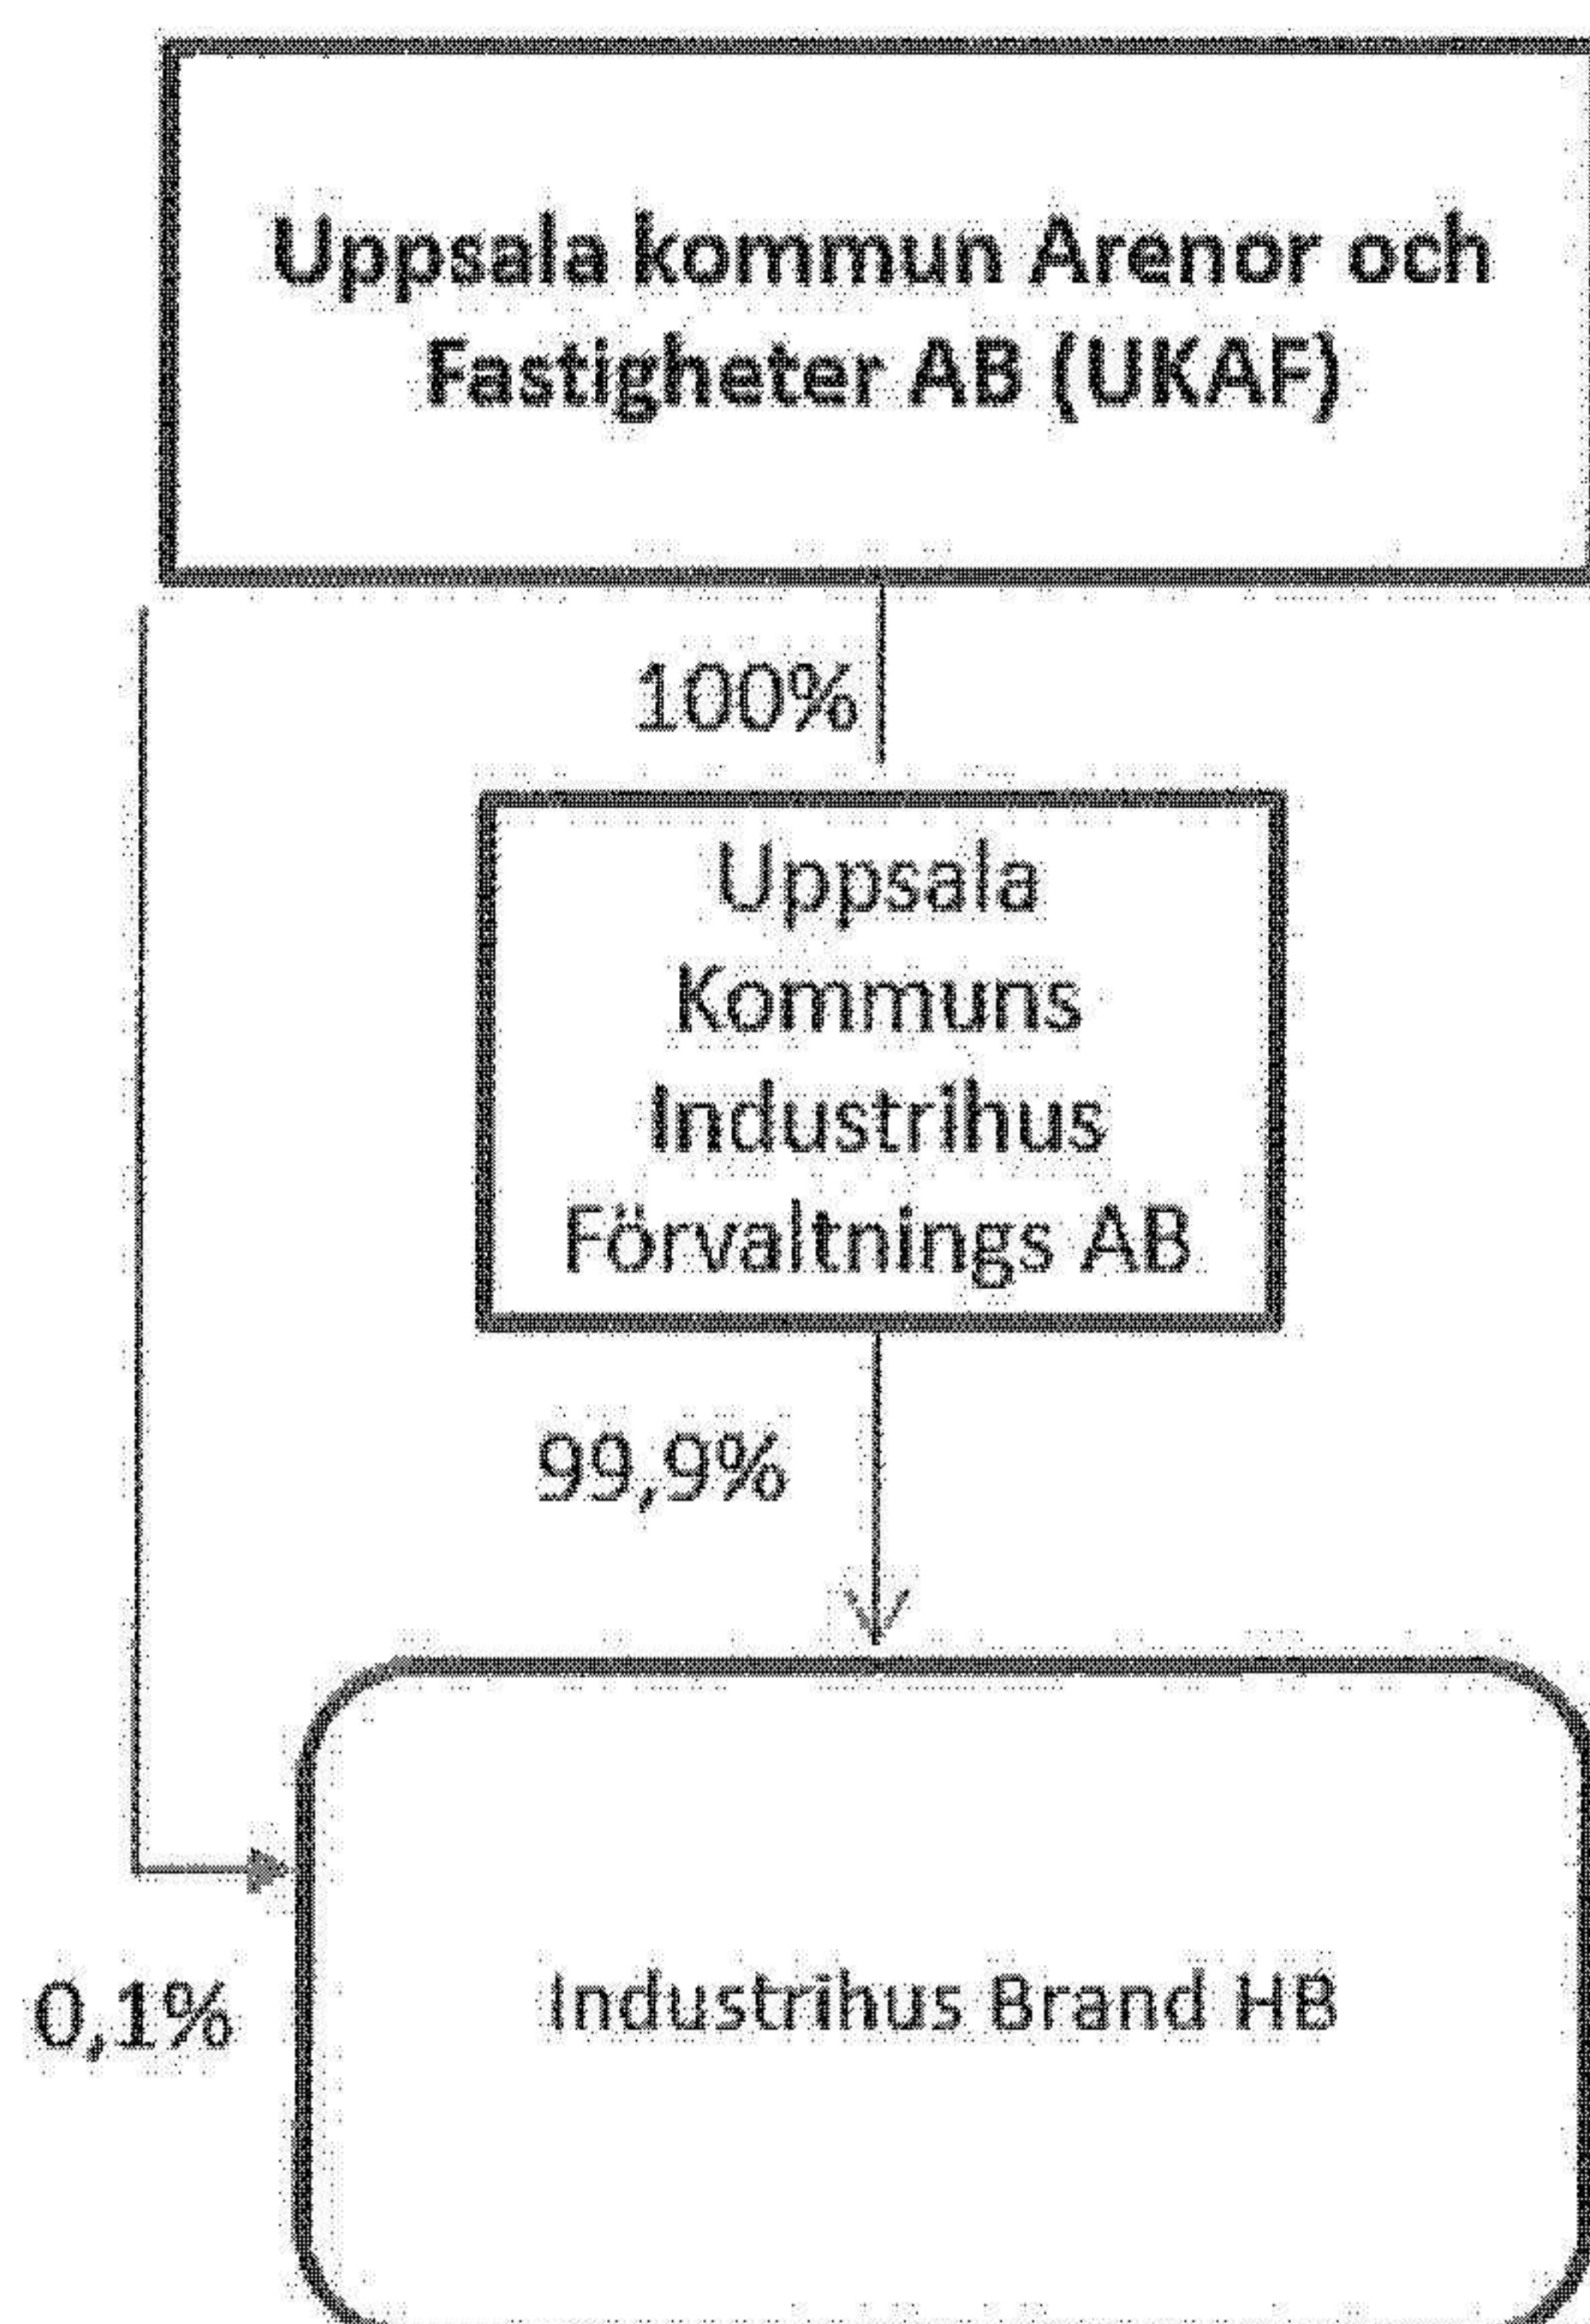 Uppsala kommun Arenor och
Fastigheter AB (UKAF)
100%
Uppsala
Kommuns
Industrihus
Förvaltnings AB
99,9%
Industrihus Brand HB
0,1%